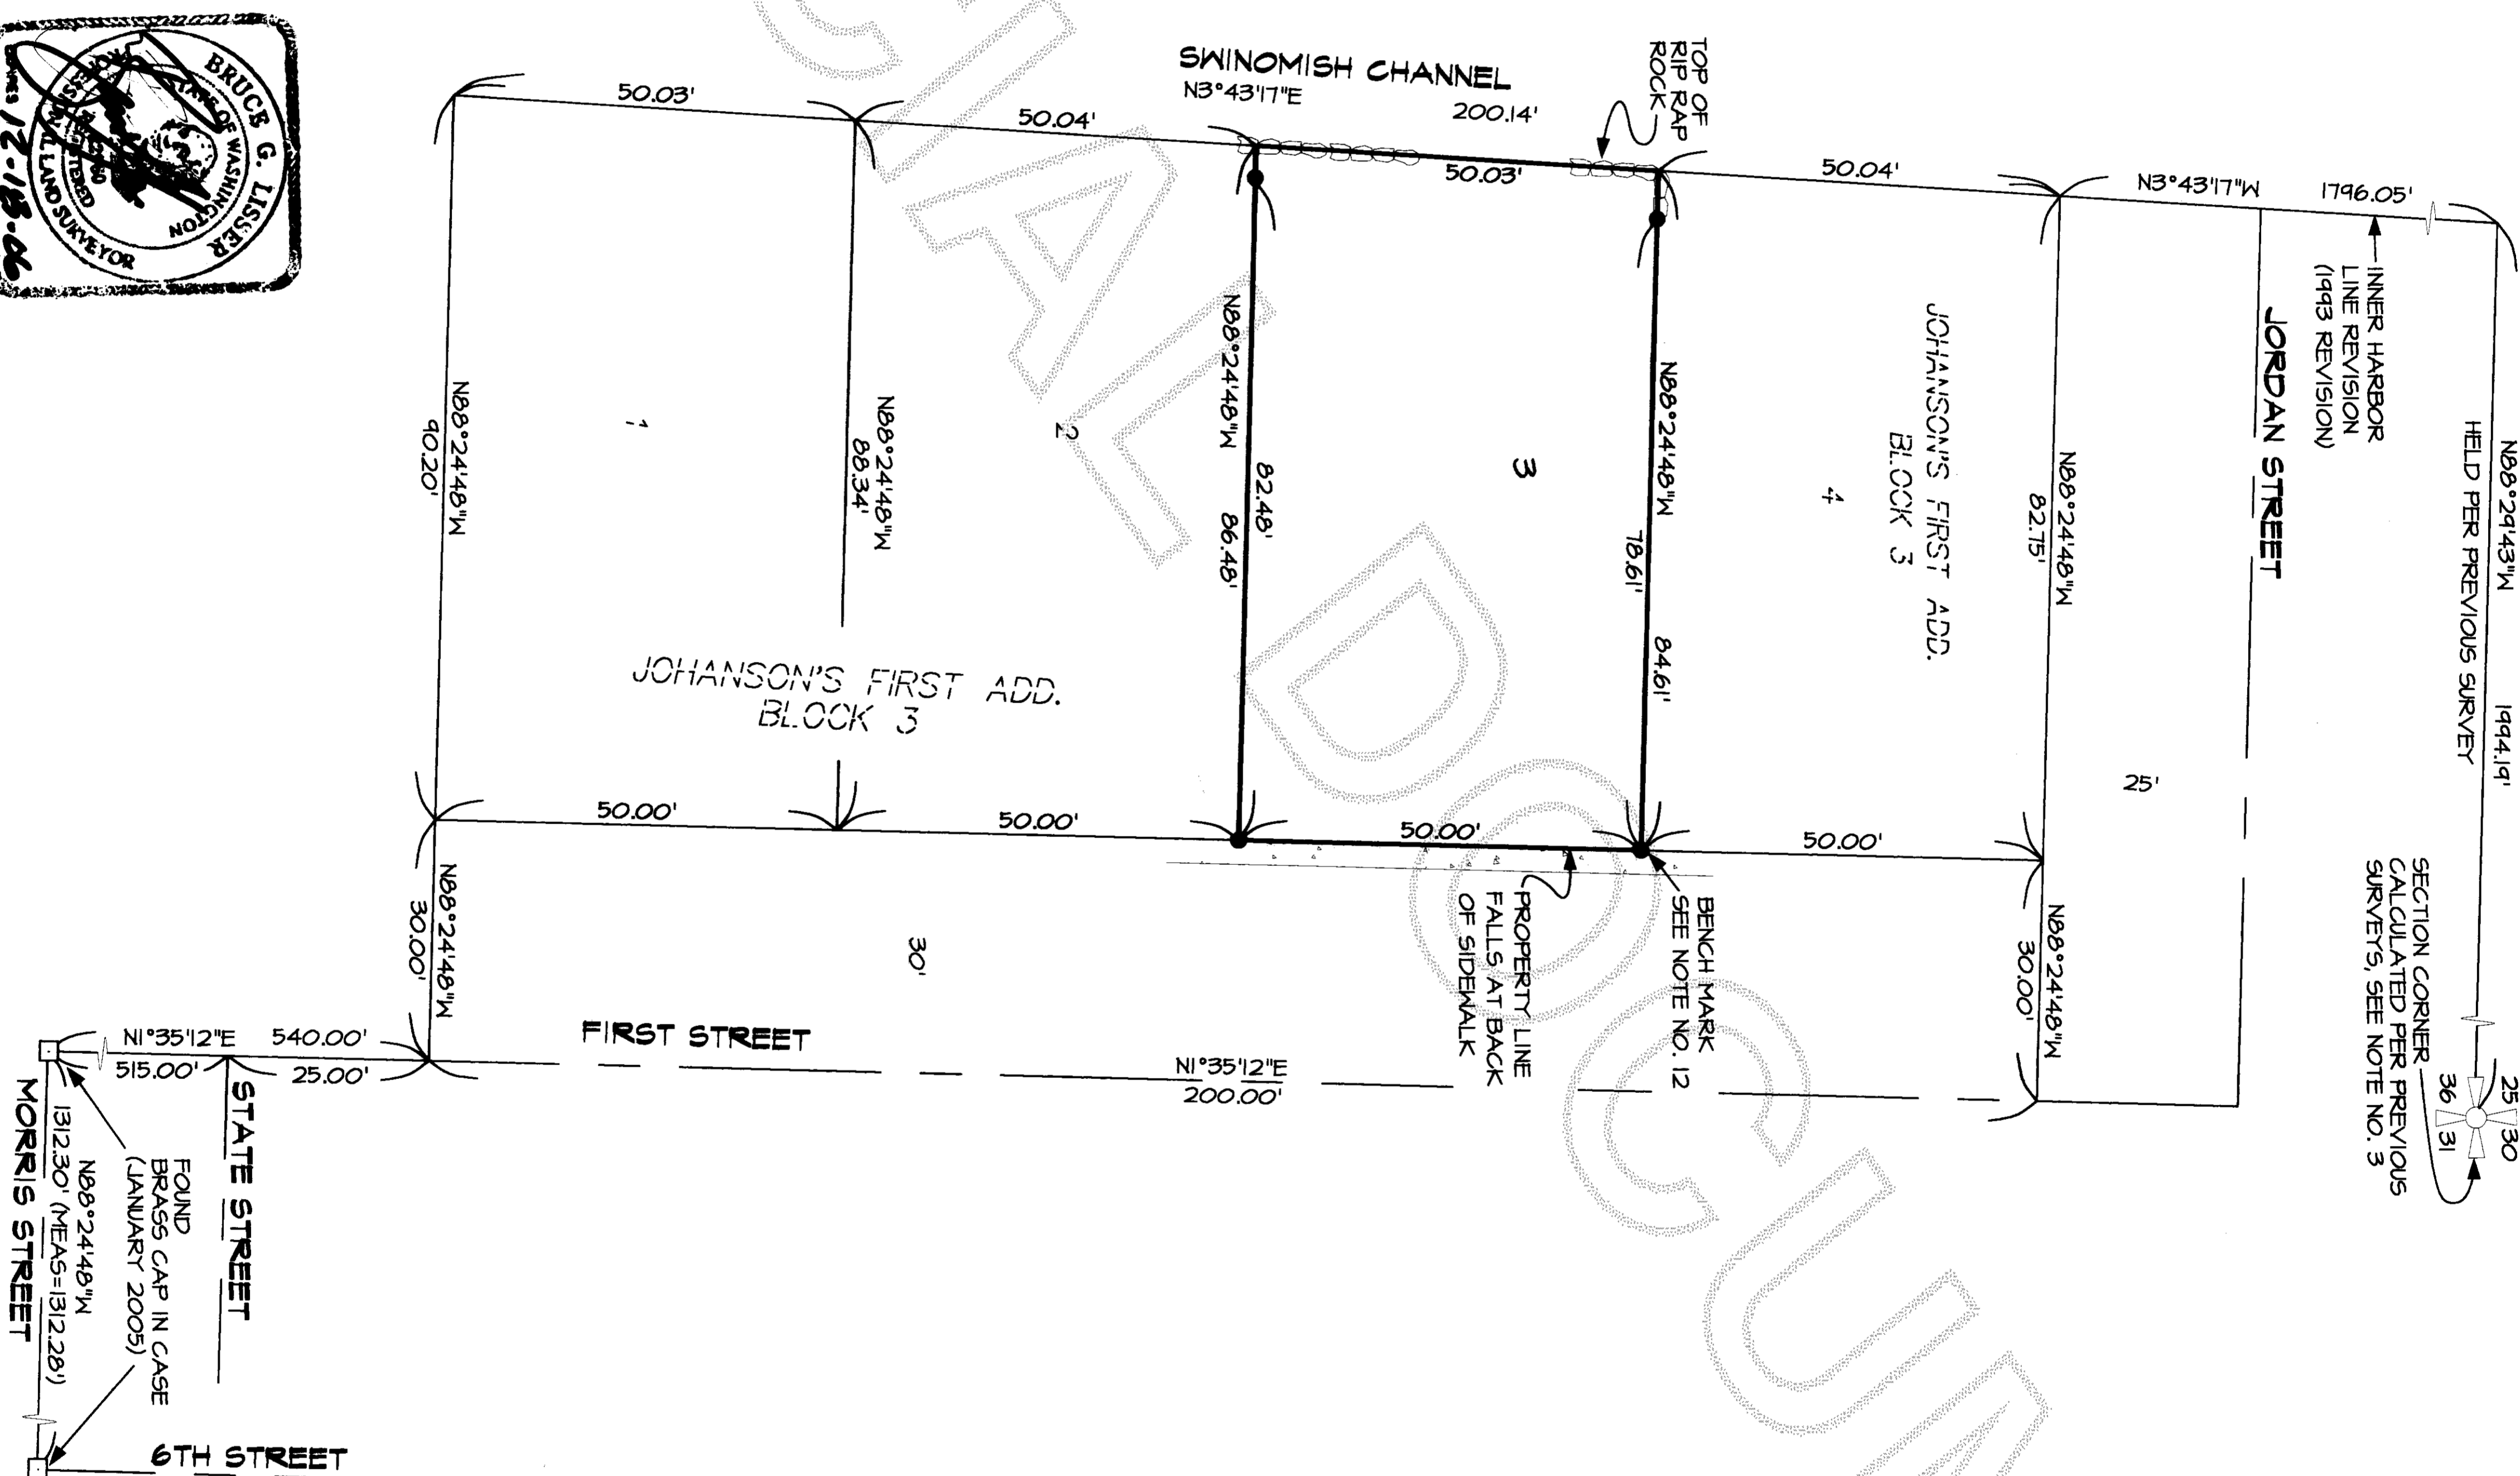 SWINOMISH CHANNEL
N3°43'17"E
200.14'
TOP OF
RIP RAP
ROCK
50.03'
50.04'
50.03'
50.04'
N3°43'17"W
1796.05'
INNER HARBOR
LINE REVISION
(1993 REVISION)
JORDAN STREET
N88°29'43"W
1994.19'
HELD PER PREVIOUS SURVEY
SECTION CORNER
CALCULATED PER PREVIOUS
SURVEYS, SEE NOTE NO. 3
25
30
36
31
N88°24'48"W
90.20'
1
N88°24'48"W
88.34'
2
N88°24'48"W
82.48'
86.48'
3
N88°24'48"W
78.61'
84.61'
4
JOHANSON'S FIRST ADD.
BLOCK 3
N88°24'48"W
82.75'
25'
JOHANSON'S FIRST ADD.
BLOCK 3
50.00'
50.00'
50.00'
50.00'
BENCH MARK
SEE NOTE NO. 12
PROPERTY LINE
FALLS AT BACK
OF SIDEWALK
N88°24'48"W
30.00'
30'
N88°24'48"W
30.00'
FIRST STREET
N1°35'12"E
200.00'
N1°35'12"E
540.00'
515.00'
25.00'
STATE STREET
FOUND
BRASS CAP IN CASE
(JANUARY 2005)
N88°24'48"W
1312.30' (MEAS=1312.28')
MORRIS STREET
6TH STREET
BRUCE G. LISSER
STATE OF WASHINGTON
LAND SURVEYOR
12-18-06
CIAL DOCUM